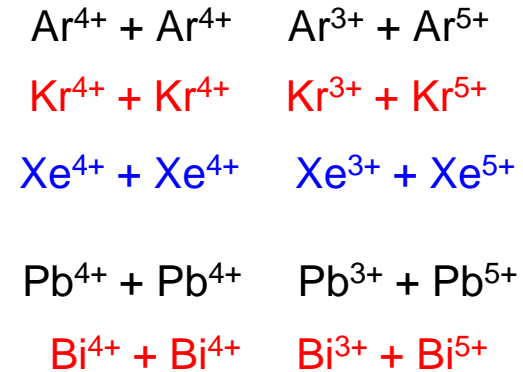 Ar⁴⁺ + Ar⁴⁺ Ar³⁺ + Ar⁵⁺
Kr⁴⁺ + Kr⁴⁺ Kr³⁺ + Kr⁵⁺
Xe⁴⁺ + Xe⁴⁺ Xe³⁺ + Xe⁵⁺
Pb⁴⁺ + Pb⁴⁺ Pb³⁺ + Pb⁵⁺
Bi⁴⁺ + Bi⁴⁺ Bi³⁺ + Bi⁵⁺